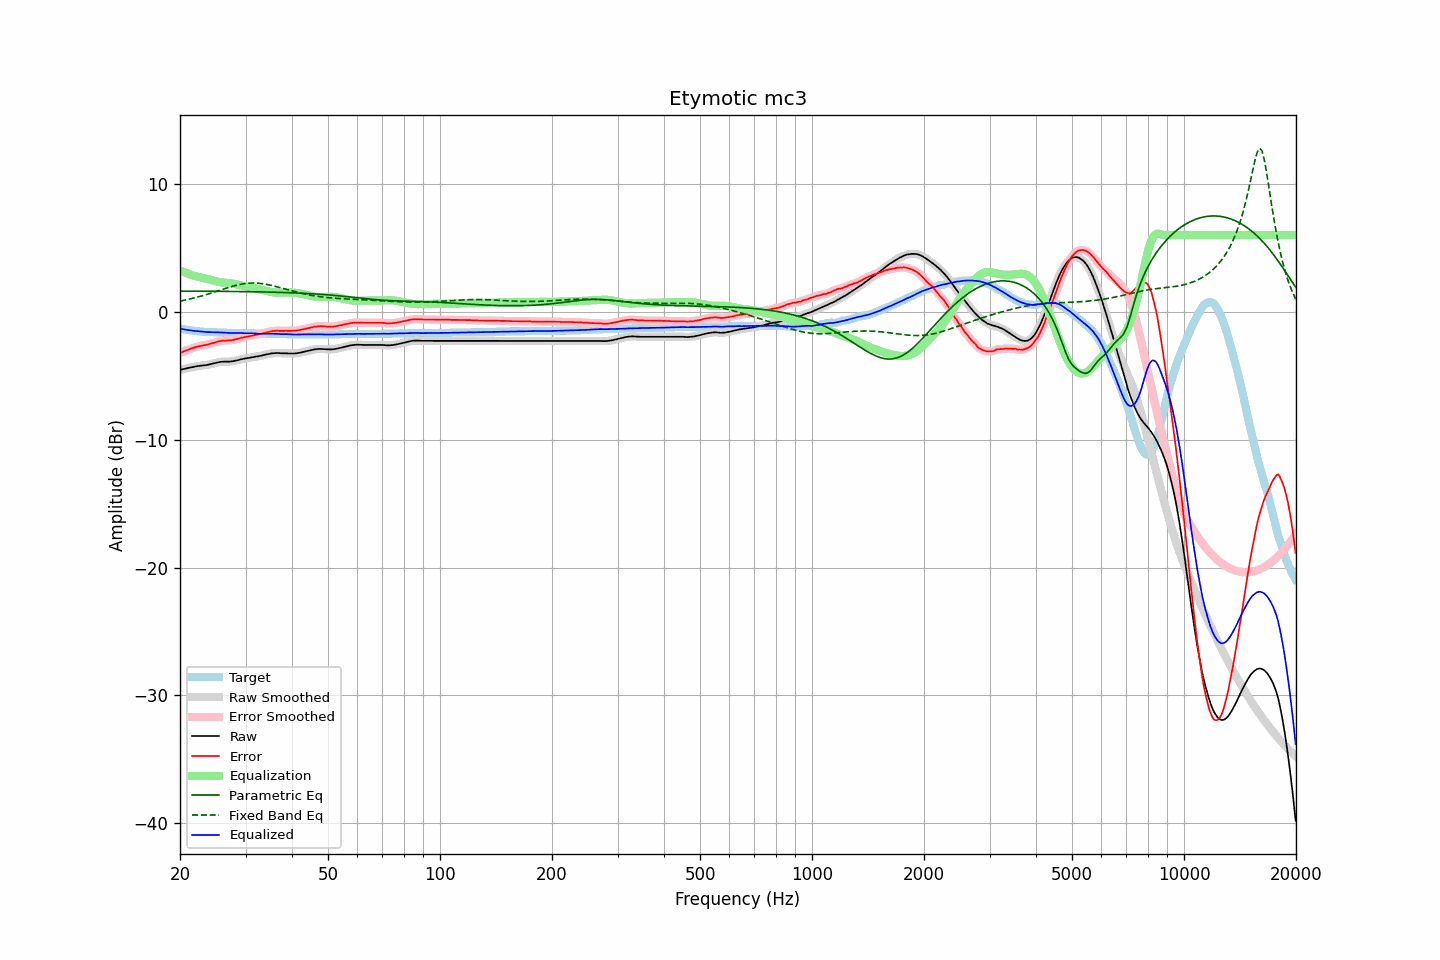 Etymotic mc3
Amplitude (dBr)
10
0
−10
−20
−30
−40
Target
Raw Smoothed
Error Smoothed
Raw
Error
Equalization
Parametric Eq
Fixed Band Eq
Equalized
20 50 100 200 500 1000 2000 5000 10000 20000
Frequency (Hz)